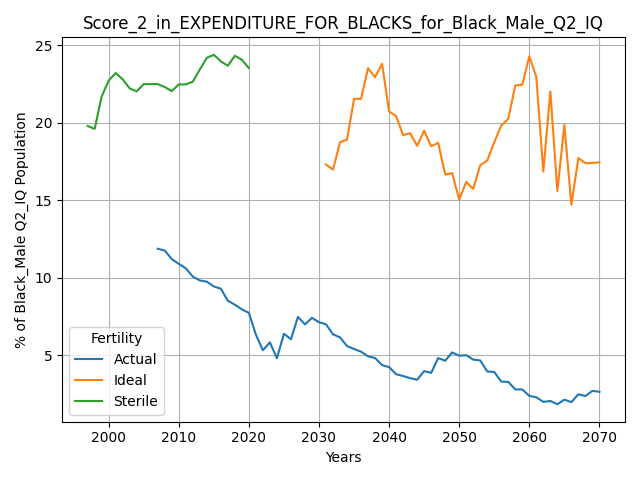 Score_2_in_EXPENDITURE_FOR_BLACKS_for_Black_Male_Q2_IQ
% of Black_Male Q2_IQ Population
25
20
15
10
5
Fertility
Actual
Ideal
Sterile
2000 2010 2020 2030 2040 2050 2060 2070
Years